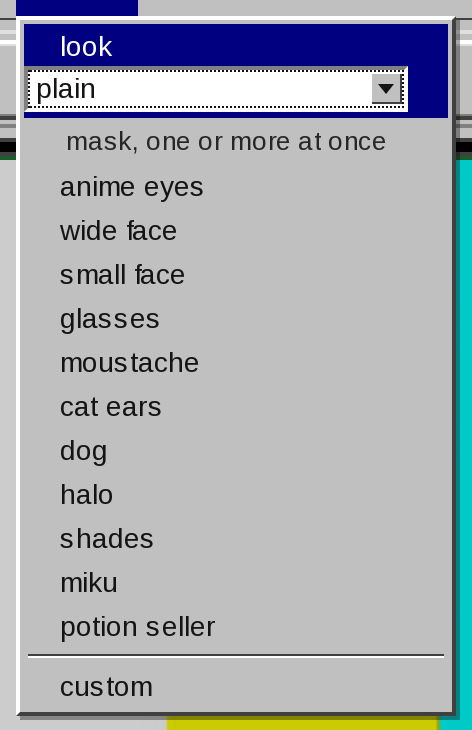 look
plain
mask, one or more at once
anime eyes
wide face
small face
glasses
moustache
cat ears
dog
halo
shades
miku
potion seller
custom